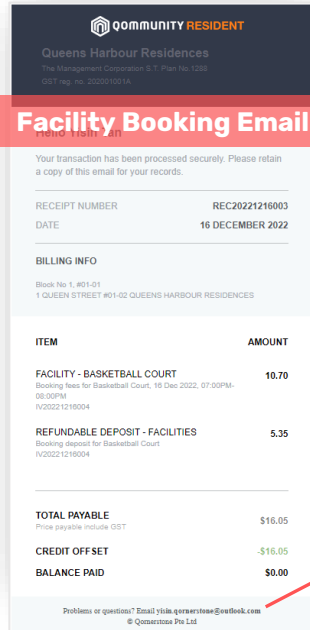 QOMMUNITY RESIDENT
Queens Harbour Residences
The Management Corporation S.T. Plan No.1288
GST reg. no. 202001001A
Facility Booking Email
Hello Yisin Tan
Your transaction has been processed securely. Please retain
a copy of this email for your records.
RECEIPT NUMBER REC20221216003
DATE 16 DECEMBER 2022
BILLING INFO
Block No 1, #01-01
1 QUEEN STREET #01-02 QUEENS HARBOUR RESIDENCES
ITEM AMOUNT
FACILITY - BASKETBALL COURT 10.70
Booking fees for Basketball Court, 16 Dec 2022, 07:00PM-
08:00PM
IV20221216004
REFUNDABLE DEPOSIT - FACILITIES 5.35
Booking deposit for Basketball Court
IV20221216004
TOTAL PAYABLE $16.05
Price payable include GST
CREDIT OFFSET -$16.05
BALANCE PAID $0.00
Problems or questions? Email yisin.qornerstone@outlook.com
© Qornerstone Pte Ltd